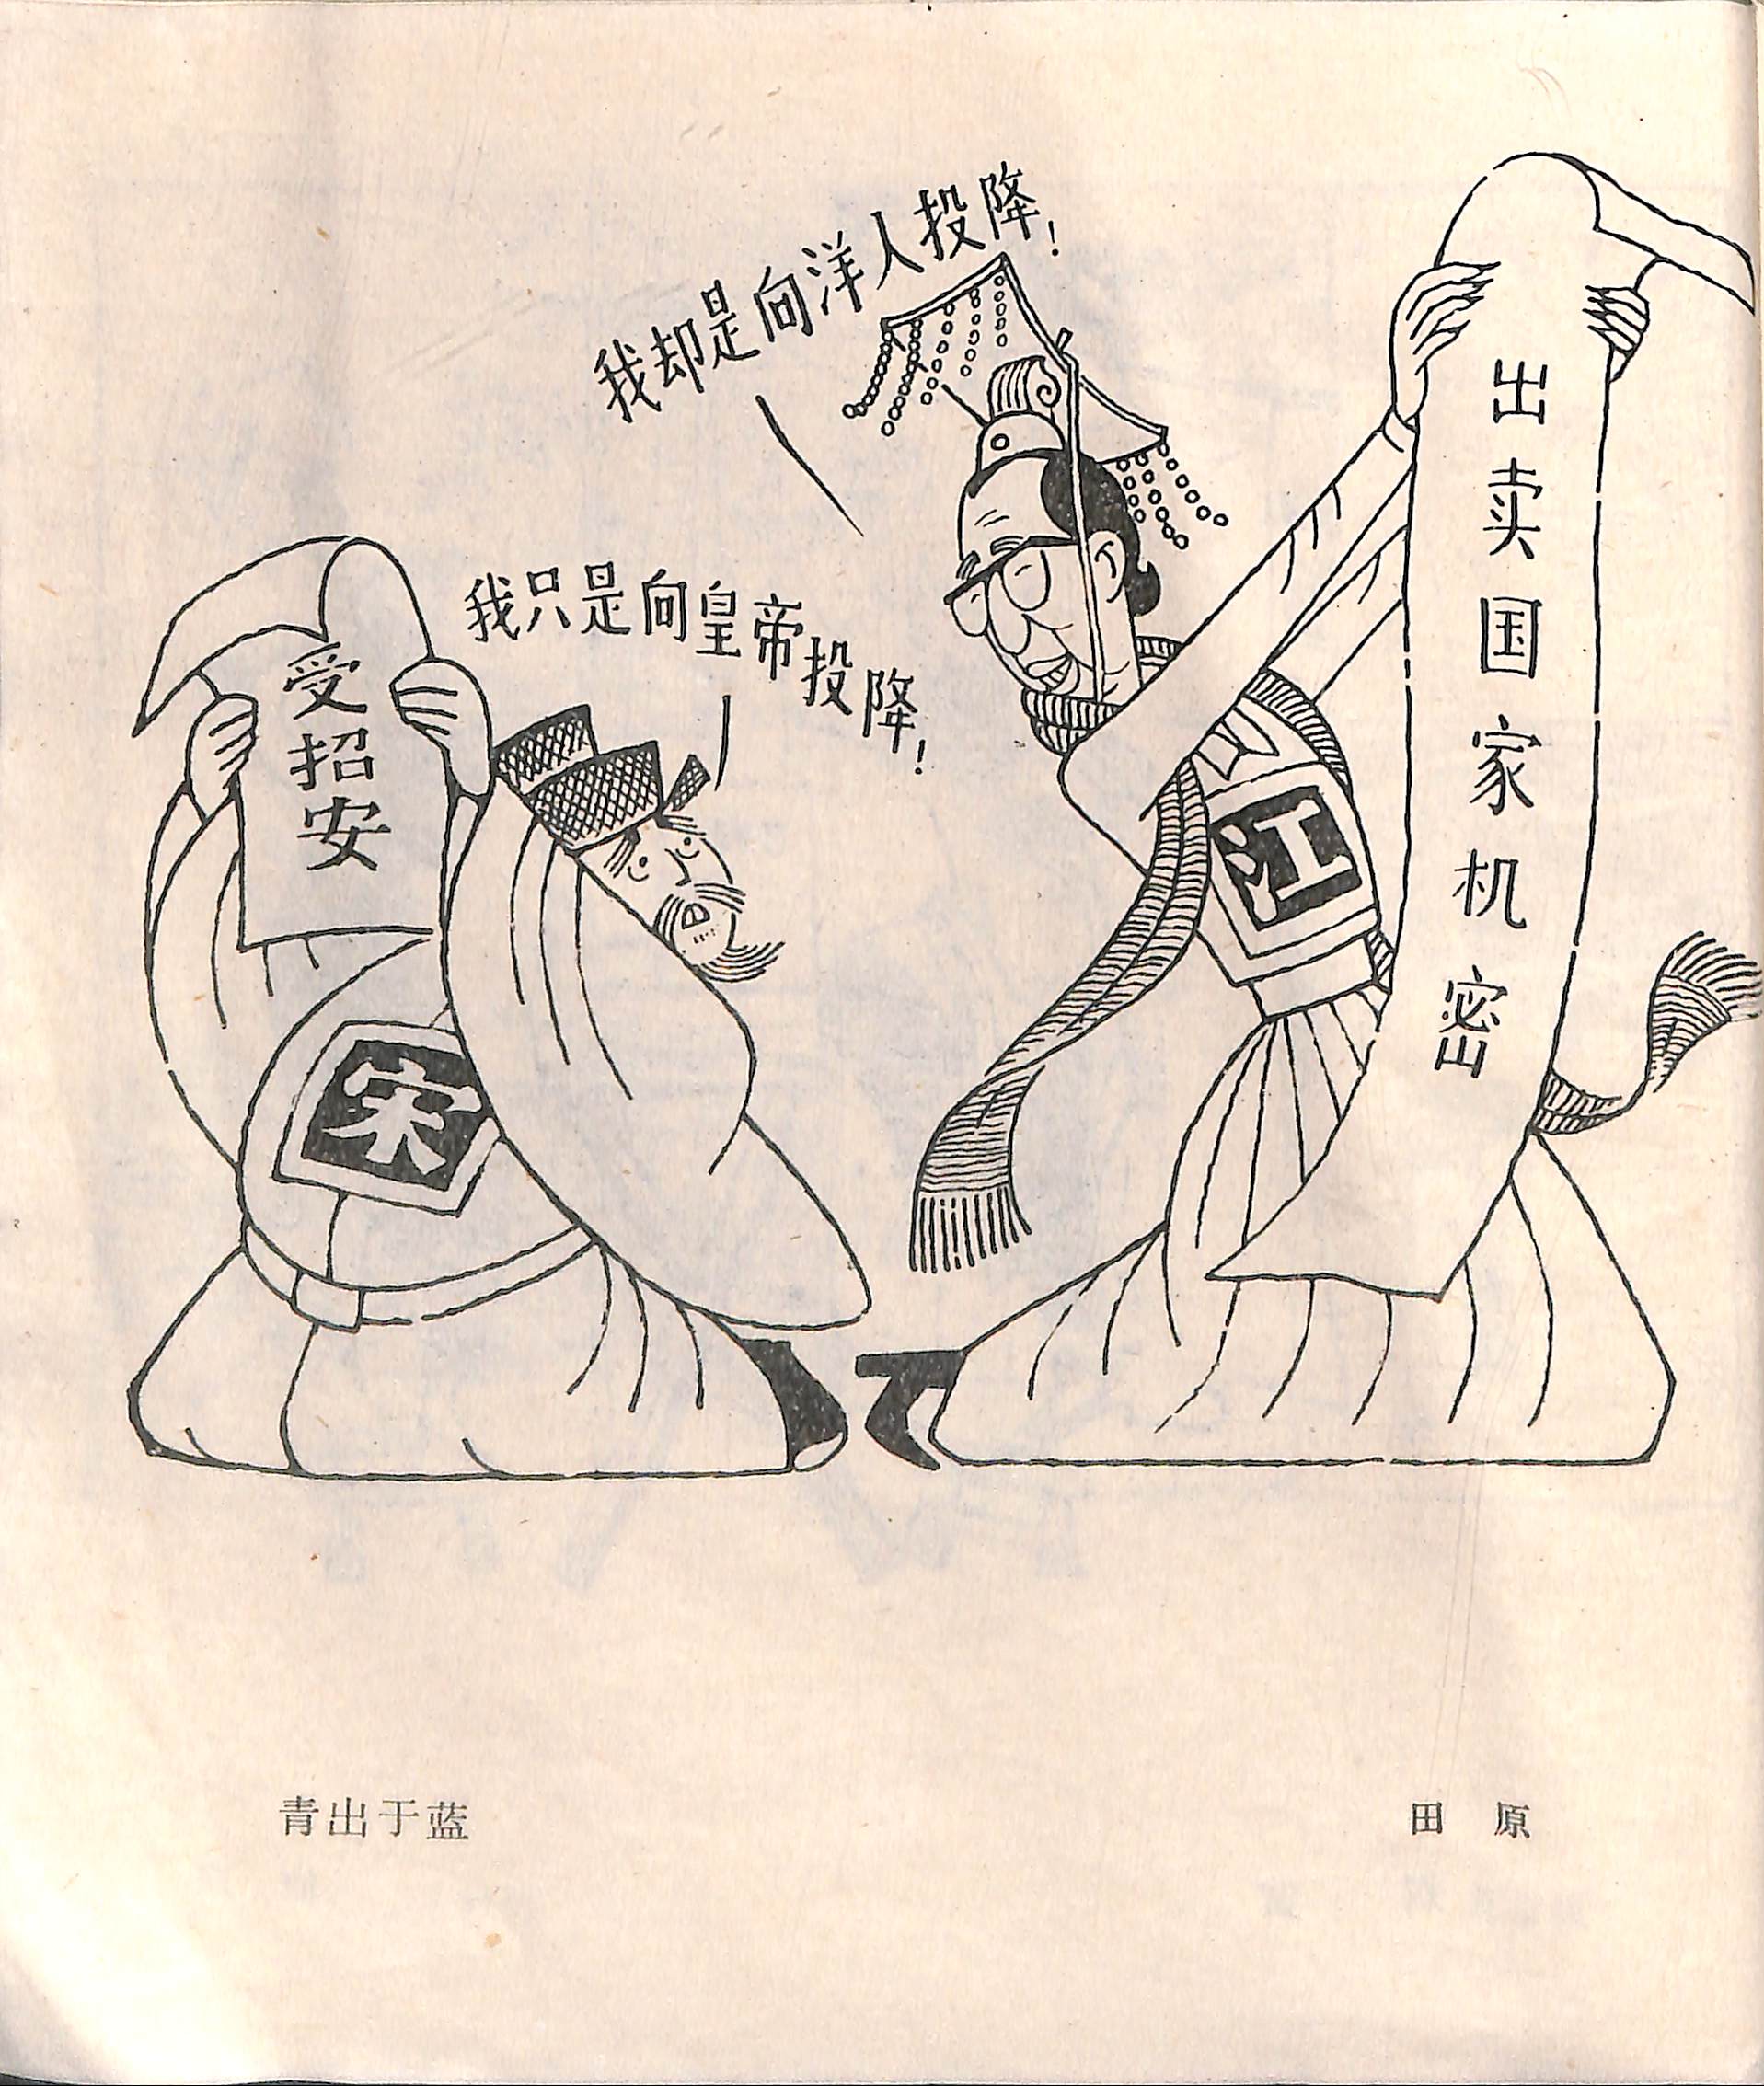 我却是向洋人投降!
我只是向皇帝投降!
受招安
宋
江
出卖国家机密
青出于蓝
田 原